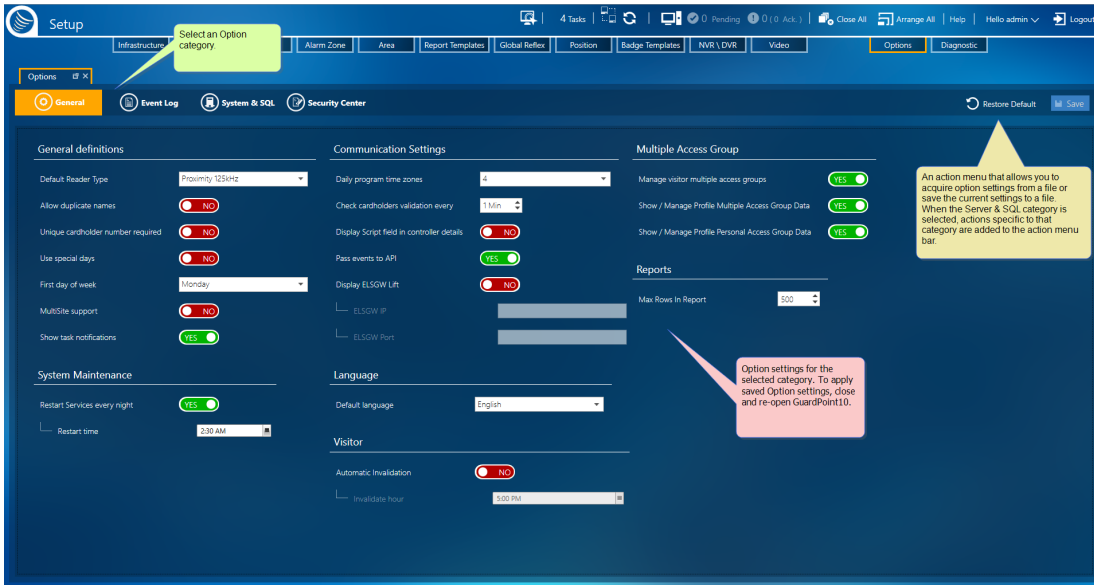 Setup
4 Tasks
0 Pending
0 ( 0 Ack. )
Close All
Arrange All
Help
Hello admin
Logout
Infrastructure
Alarm Zone
Area
Report Templates
Global Reflex
Position
Badge Templates
NVR \ DVR
Video
Options
Diagnostic
Select an Option
category.
Options
General
Event Log
System & SQL
Security Center
Restore Default
Save
General definitions
Default Reader Type
Proximity 125kHz
Allow duplicate names
NO
Unique cardholder number required
NO
Use special days
NO
First day of week
Monday
MultiSite support
NO
Show task notifications
YES
System Maintenance
Restart Services every night
YES
Restart time
2:30 AM
Communication Settings
Daily program time zones
4
Check cardholders validation every
1 Min
Display Script field in controller details
NO
Pass events to API
YES
Display ELSGW Lift
NO
ELSGW IP
ELSGW Port
Language
Default language
English
Visitor
Automatic Invalidation
NO
Invalidate hour
5:00 PM
Multiple Access Group
Manage visitor multiple access groups
YES
Show / Manage Profile Multiple Access Group Data
YES
Show / Manage Profile Personal Access Group Data
YES
Reports
Max Rows In Report
500
An action menu that allows you to
acquire option settings from a file or
save the current settings to a file.
When the Server & SQL category is
selected, actions specific to that
category are added to the action menu
bar.
Option settings for the
selected category. To apply
saved Option settings, close
and re-open GuardPoint10.